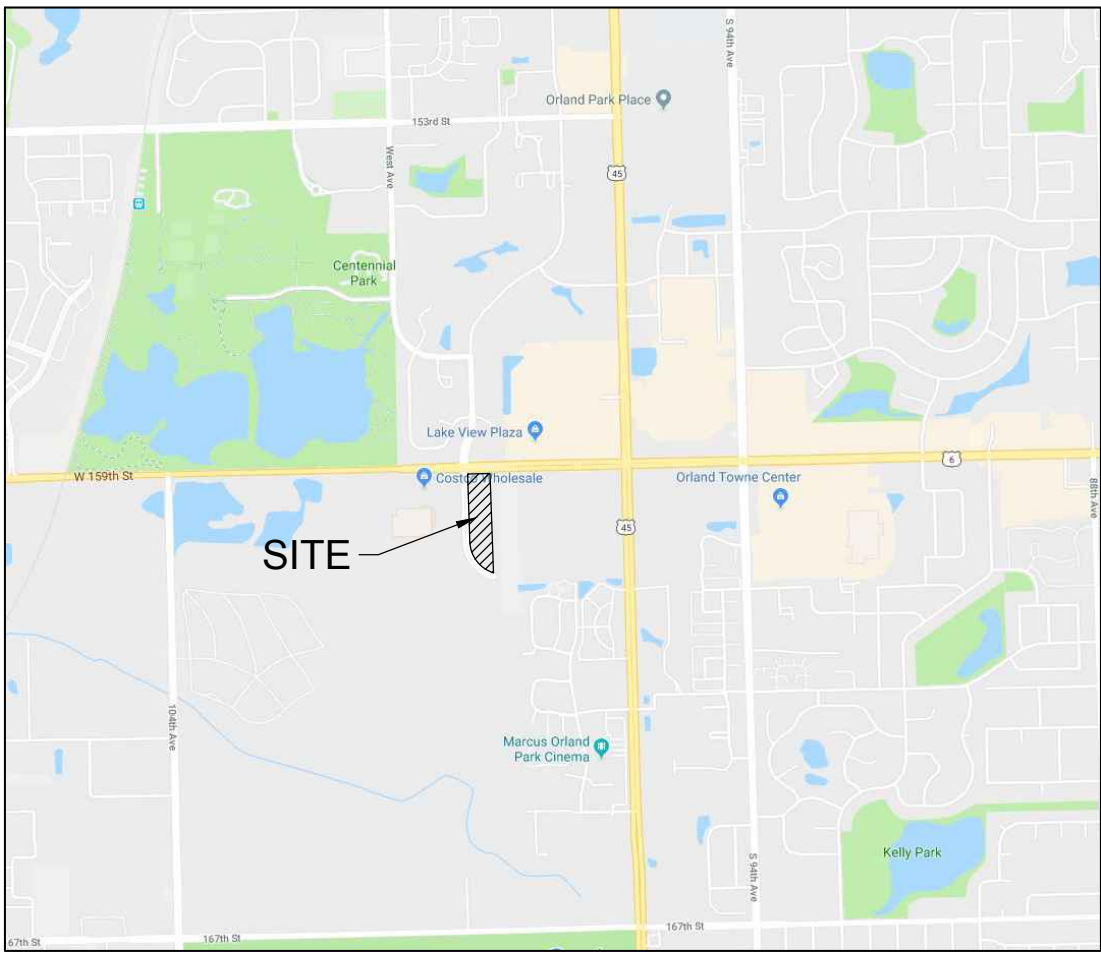 S 94th Ave
Orland Park Place
153rd St
West Ave
45
Centennial
Park
Lake View Plaza
W 159th St
6
Costco Wholesale
Orland Towne Center
88th Ave
45
SITE
104th Ave
Marcus Orland
Park Cinema
Kelly Park
S 94th Ave
67th St
167th St
167th St